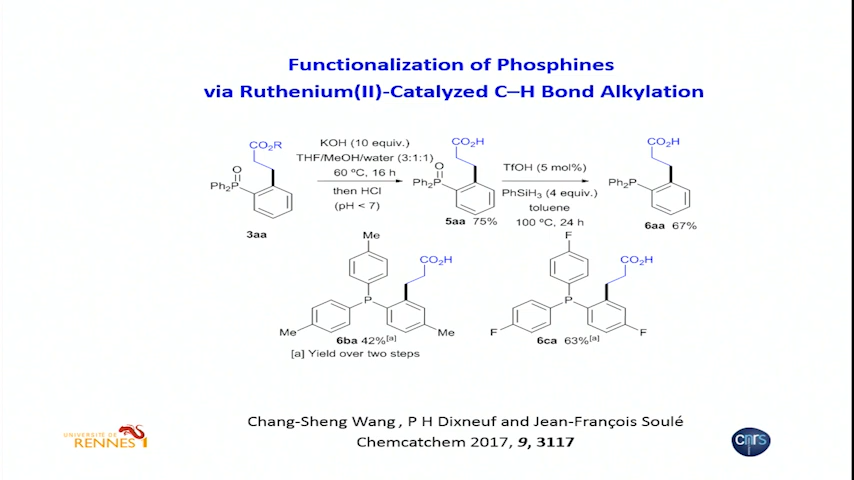 Functionalization of Phosphines
via Ruthenium(II)-Catalyzed C–H Bond Alkylation
CO₂R
O
Ph₂P
3aa
KOH (10 equiv.)
THF/MeOH/water (3:1:1)
60 ºC, 16 h
then HCl
(pH < 7)
CO₂H
O
Ph₂P
5aa 75%
TfOH (5 mol%)
PhSiH₃ (4 equiv.)
toluene
100 ºC, 24 h
CO₂H
Ph₂P
6aa 67%
Me
CO₂H
P
Me
Me
6ba 42%[a]
[a] Yield over two steps
F
CO₂H
P
F
F
6ca 63%[a]
Chang-Sheng Wang , P H Dixneuf and Jean-François Soulé
Chemcatchem 2017, 9, 3117
UNIVERSITÉ DE
RENNES 1
cnrs